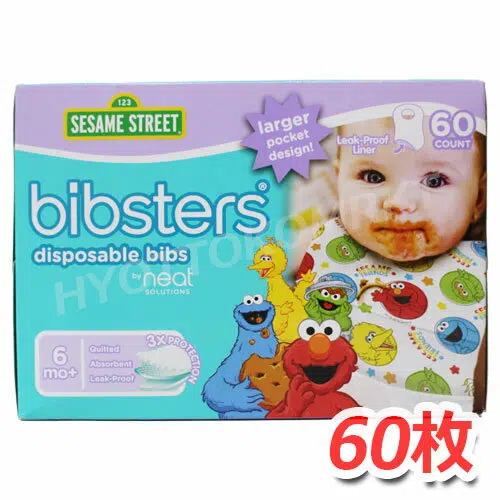 123
SESAME STREET
larger
pocket
design!
Leak-Proof
Liner
60
COUNT
bibsters®
disposable bibs
by neat
SOLUTIONS
6
mo+
Quilted
Absorbent
Leak-Proof
3X PROTECTION
60枚